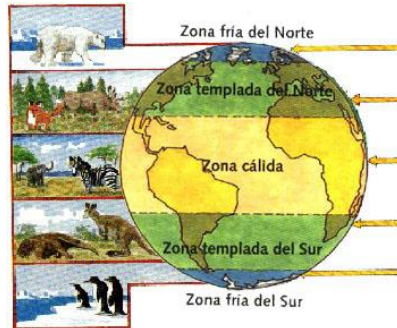 Zona fría del Norte
Zona templada del Norte
Zona cálida
Zona templada del Sur
Zona fría del Sur